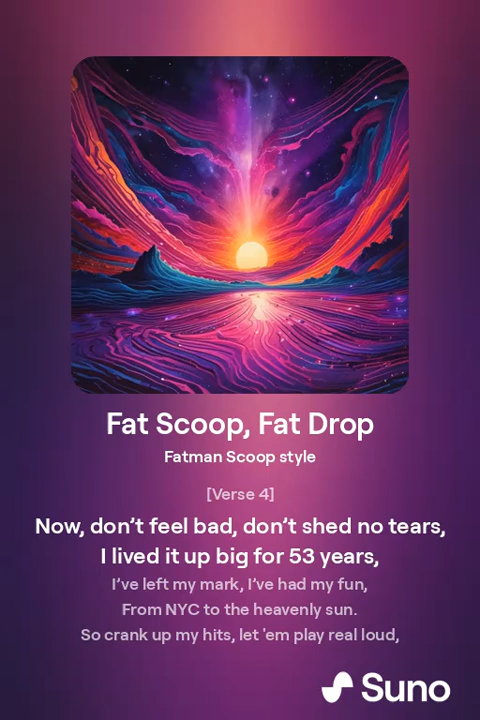 Fat Scoop, Fat Drop
Fatman Scoop style
[Verse 4]
Now, don’t feel bad, don’t shed no tears,
I lived it up big for 53 years,
I’ve left my mark, I’ve had my fun,
From NYC to the heavenly sun.
So crank up my hits, let 'em play real loud,
Suno